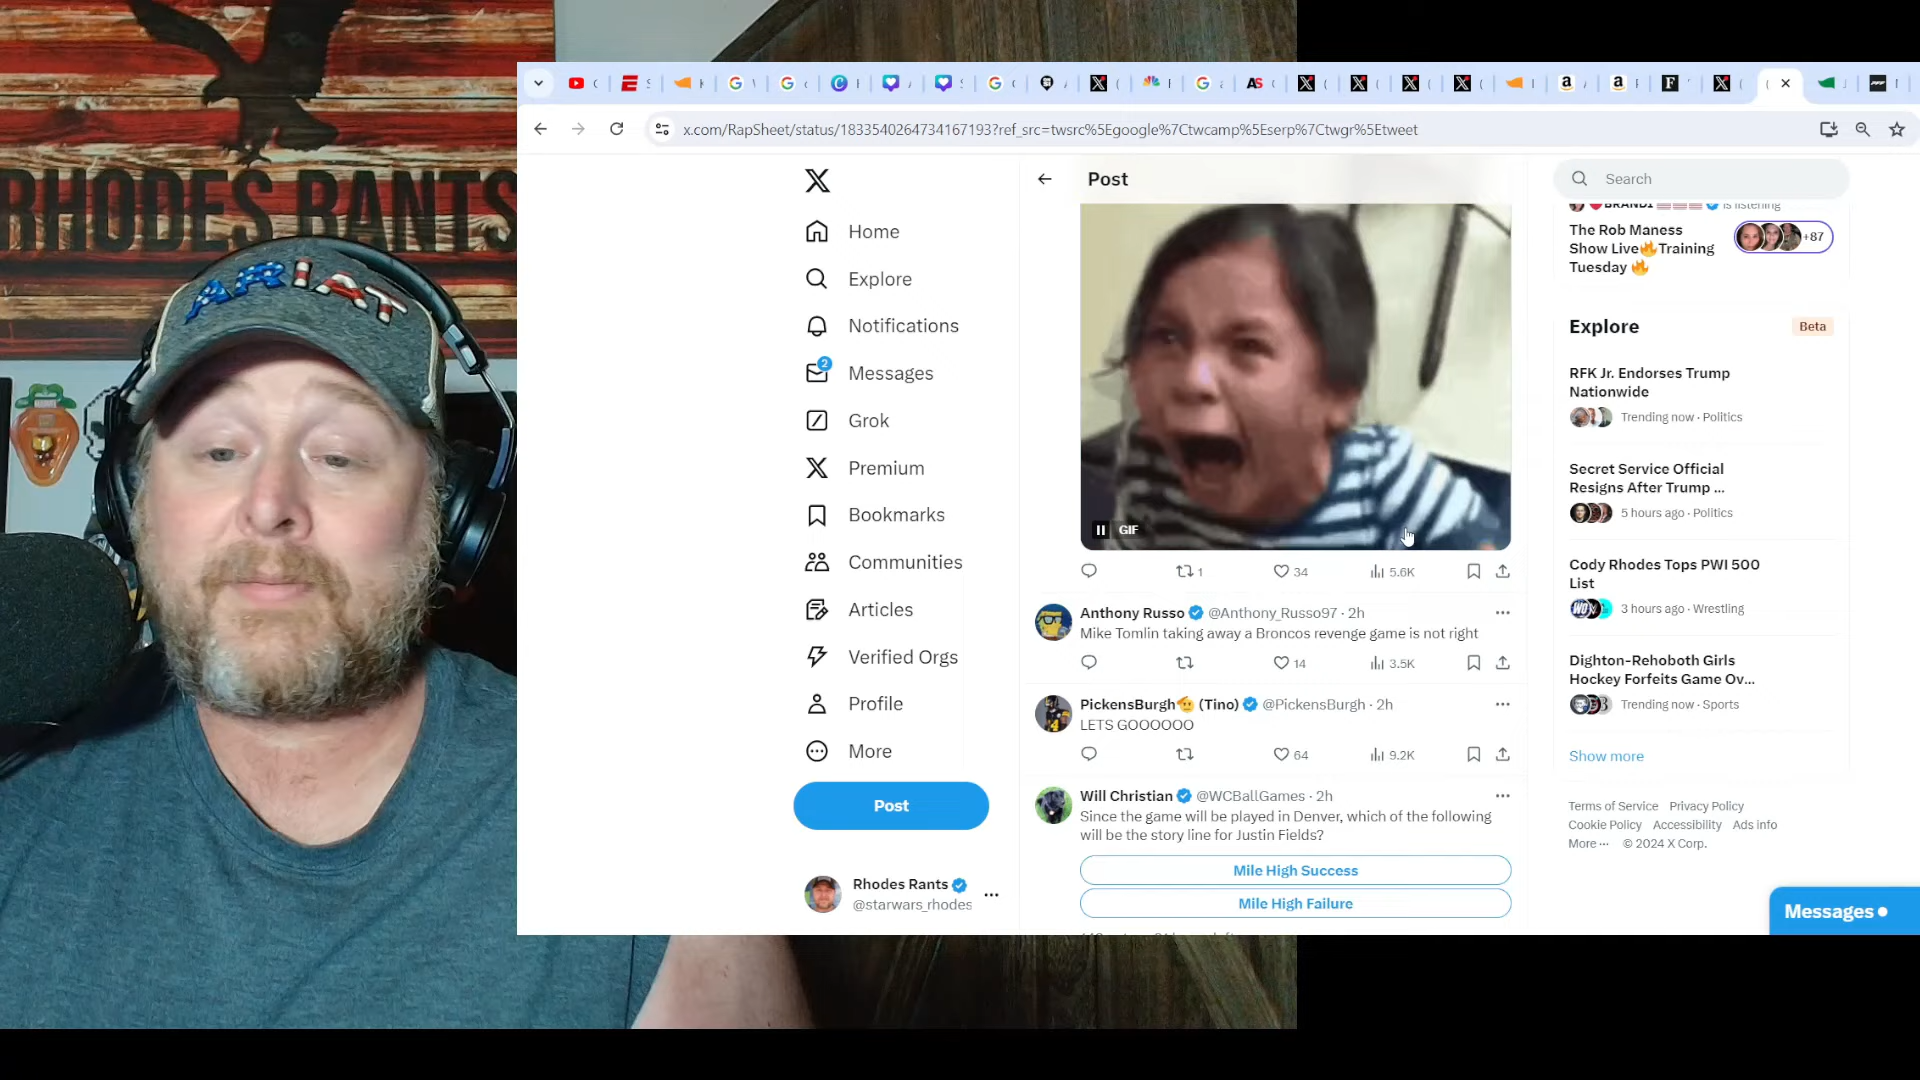 RHODES RANTS
ARIAT
x.com/RapSheet/status/1833540264734167193?ref_src=twsrc%5Egoogle%7Ctwcamp%5Eserp%7Ctwgr%5Etweet
Home
Explore
Notifications
2
Messages
Grok
Premium
Bookmarks
Communities
Articles
Verified Orgs
Profile
More
Post
Rhodes Rants
@starwars_rhodes
Post
GIF
1 34 5.6K
Anthony Russo @Anthony_Russo97 · 2h
Mike Tomlin taking away a Broncos revenge game is not right
14 3.5K
PickensBurgh🫡 (Tino) @PickensBurgh · 2h
LETS GOOOOOO
64 9.2K
Will Christian @WCBallGames · 2h
Since the game will be played in Denver, which of the following
will be the story line for Justin Fields?
Mile High Success
Mile High Failure
Search
is listening
The Rob Maness
Show Live🔥Training
Tuesday 🔥
+87
Explore
Beta
RFK Jr. Endorses Trump
Nationwide
Trending now · Politics
Secret Service Official
Resigns After Trump ...
5 hours ago · Politics
Cody Rhodes Tops PWI 500
List
3 hours ago · Wrestling
Dighton-Rehoboth Girls
Hockey Forfeits Game Ov...
Trending now · Sports
Show more
Terms of Service Privacy Policy
Cookie Policy Accessibility Ads info
More ··· © 2024 X Corp.
Messages